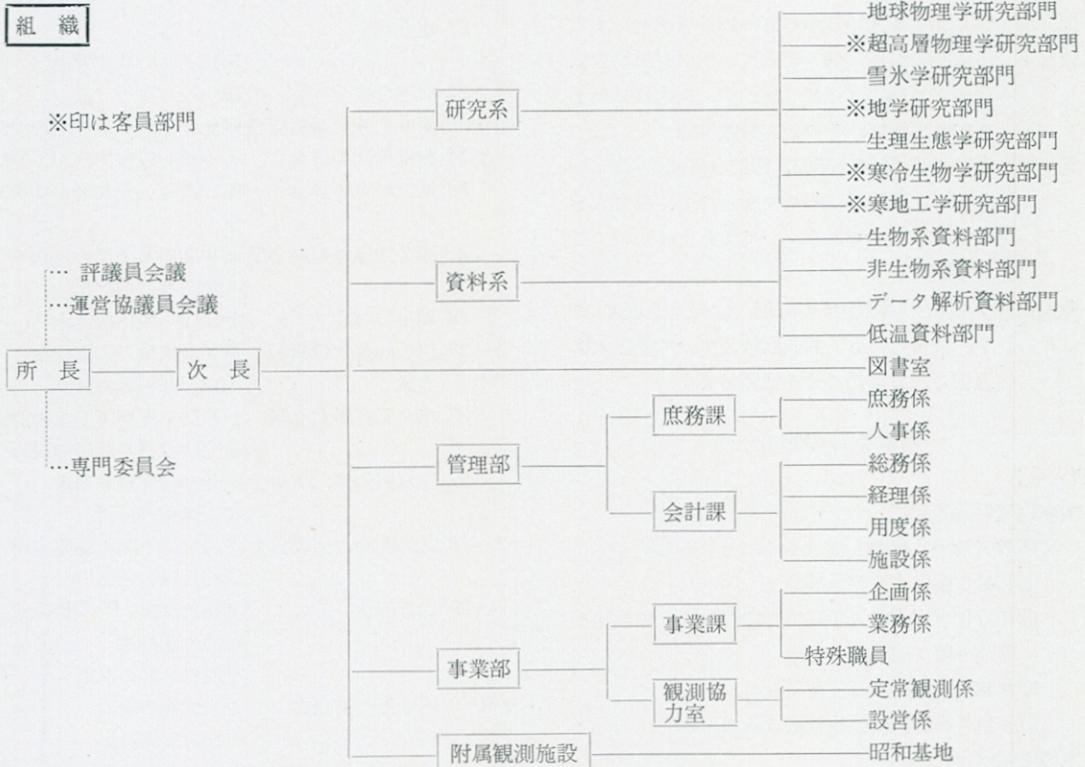 組　織
※印は客員部門
評議員会議
運営協議員会議
所　長
次　長
専門委員会
研究系
地球物理学研究部門
※超高層物理学研究部門
雪氷学研究部門
※地学研究部門
生理生態学研究部門
※寒冷生物学研究部門
※寒地工学研究部門
資料系
生物系資料部門
非生物系資料部門
データ解析資料部門
低温資料部門
図書室
管理部
庶務課
庶務係
人事係
会計課
総務係
経理係
用度係
施設係
事業部
事業課
企画係
業務係
特殊職員
観測協
力室
定常観測係
設営係
附属観測施設
昭和基地